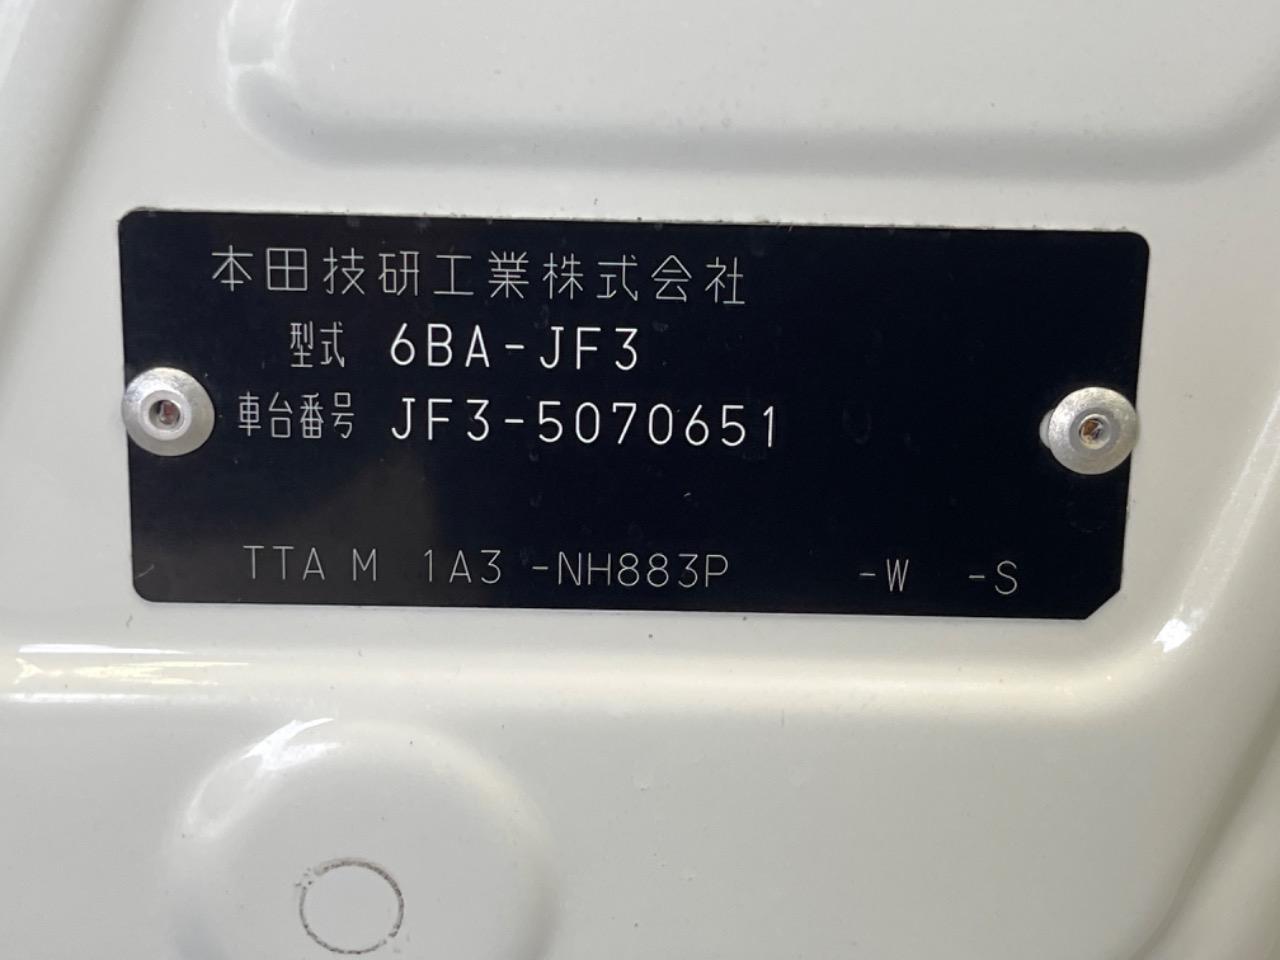 本田技研工業株式会社
型式 6BA-JF3
車台番号 JF3-5070651
TTA M 1A3 -NH883P -W -S